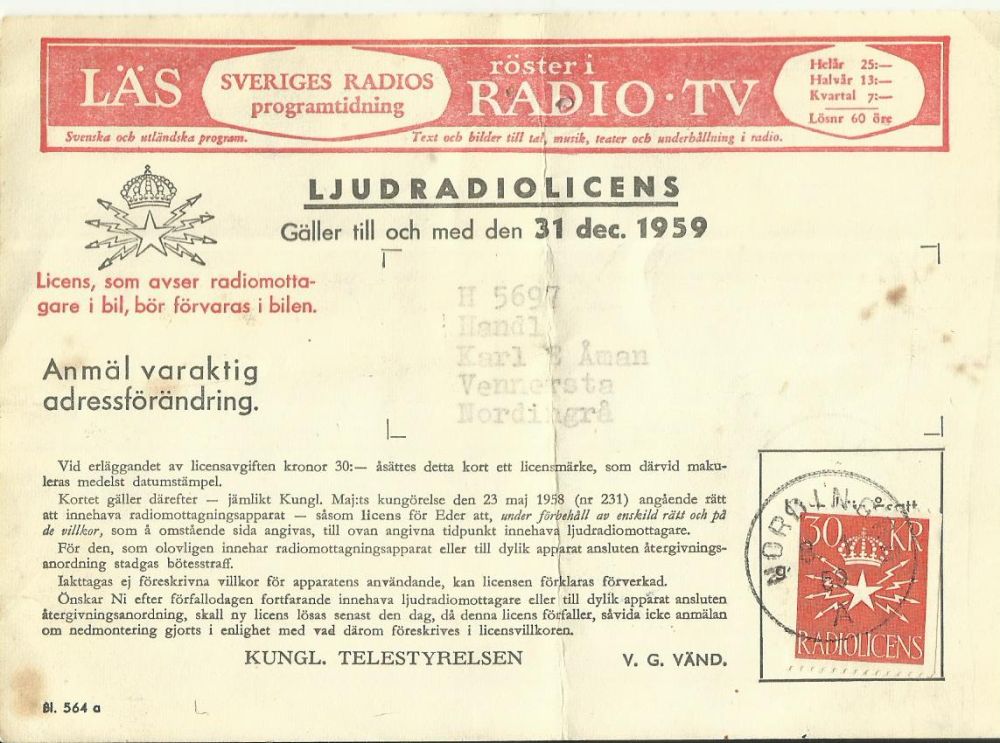 LÄS
SVERIGES RADIOS
programtidning
röster i
RADIO · TV
Helår 25:—
Halvår 13:—
Kvartal 7:—
Lösnr 60 öre
Svenska och utländska program.
Text och bilder till tal, musik, teater och underhållning i radio.
LJUDRADIOLICENS
Gäller till och med den 31 dec. 1959
Licens, som avser radiomotta-
gare i bil, bör förvaras i bilen.
H 5697
Handl
Karl E Åman
Vennersta
Nordingrå
Anmäl varaktig
adressförändring.
Vid erläggandet av licensavgiften kronor 30:— åsättes detta kort ett licensmärke, som därvid maku-
leras medelst datumstämpel.
Kortet gäller därefter — jämlikt Kungl. Maj:ts kungörelse den 23 maj 1958 (nr 231) angående rätt
att innehava radiomottagningsapparat — såsom licens för Eder att, under förbehåll av enskild rätt och på
de villkor, som å omstående sida angivas, till ovan angivna tidpunkt innehava ljudradiomottagare.
För den, som olovligen innehar radiomottagningsapparat eller till dylik apparat ansluten återgivnings-
anordning stadgas bötesstraff.
Iakttagas ej föreskrivna villkor för apparatens användande, kan licensen förklaras förverkad.
Önskar Ni efter förfallodagen fortfarande innehava ljudradiomottagare eller till dylik apparat ansluten
återgivningsanordning, skall ny licens lösas senast den dag, då denna licens förfaller, såvida icke anmälan
om nedmontering gjorts i enlighet med vad därom föreskrives i licensvillkoren.
KUNGL. TELESTYRELSEN
V. G. VÄND.
30 KR
RADIOLICENS
59
A
Bl. 564 a